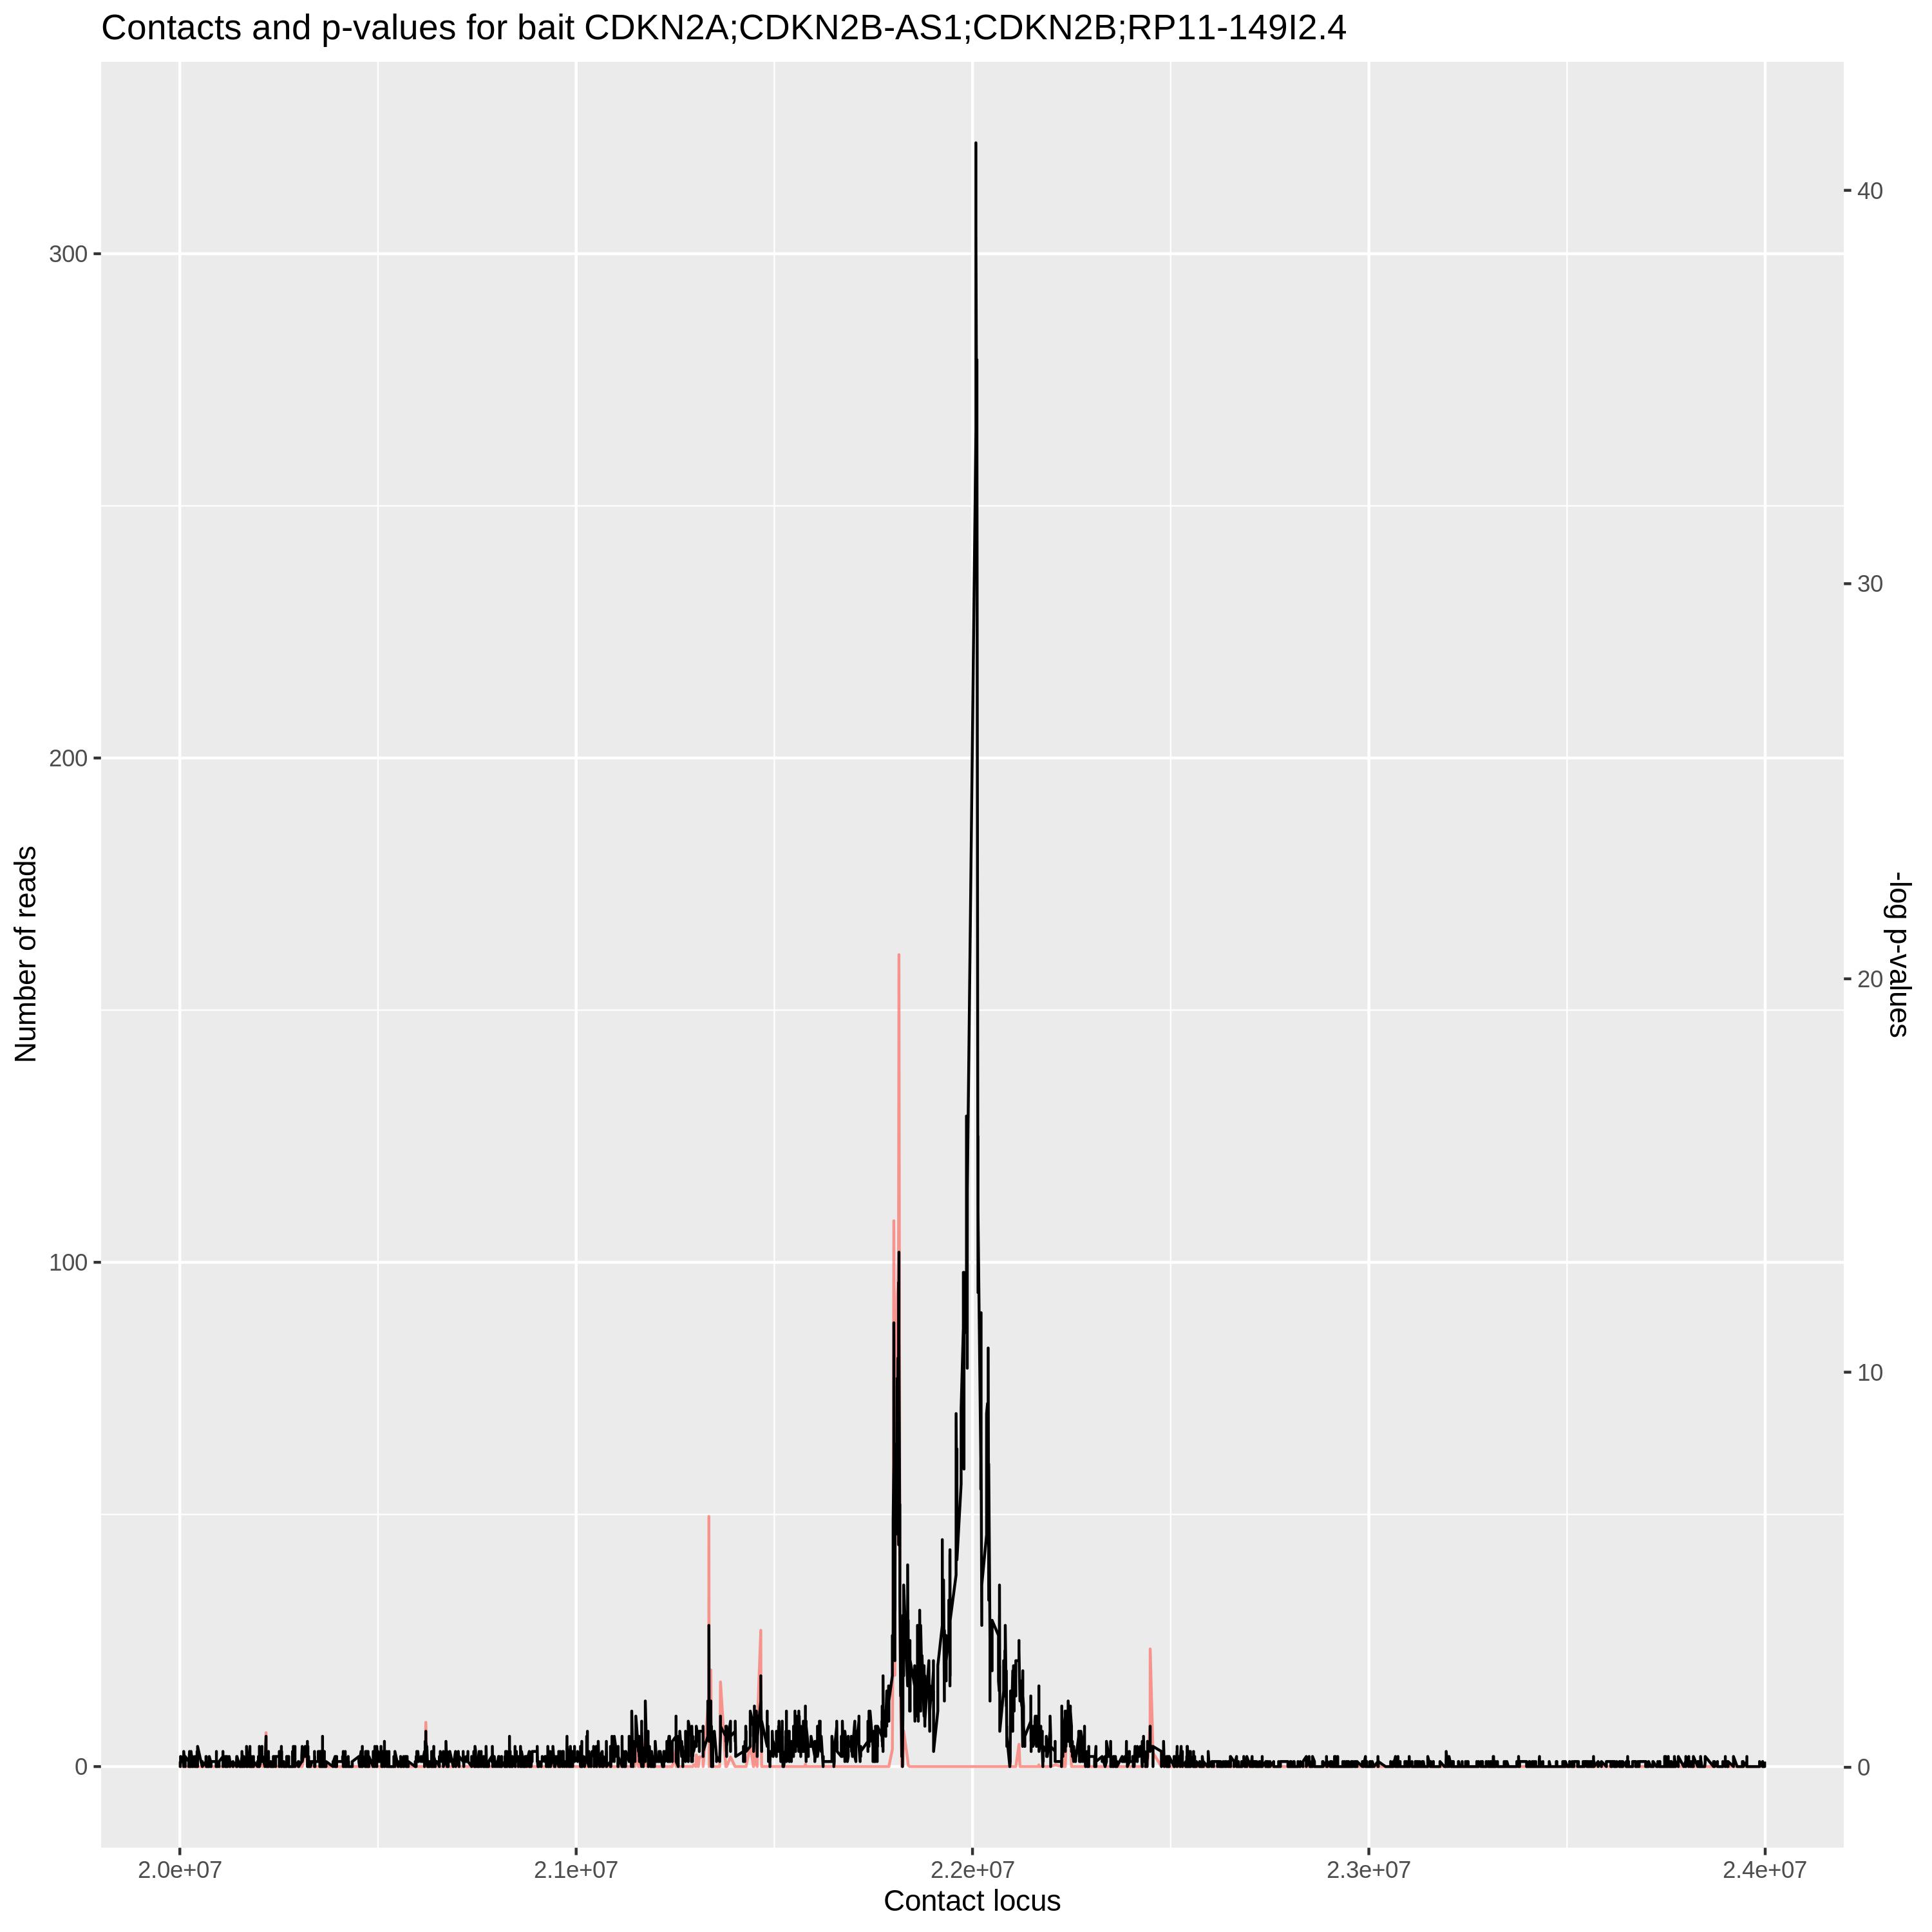 Contacts and p-values for bait CDKN2A;CDKN2B-AS1;CDKN2B;RP11-149I2.4
Number of reads
300
200
100
0
40
30
20
10
0
-log p-values
2.0e+07 2.1e+07 2.2e+07 2.3e+07 2.4e+07
Contact locus